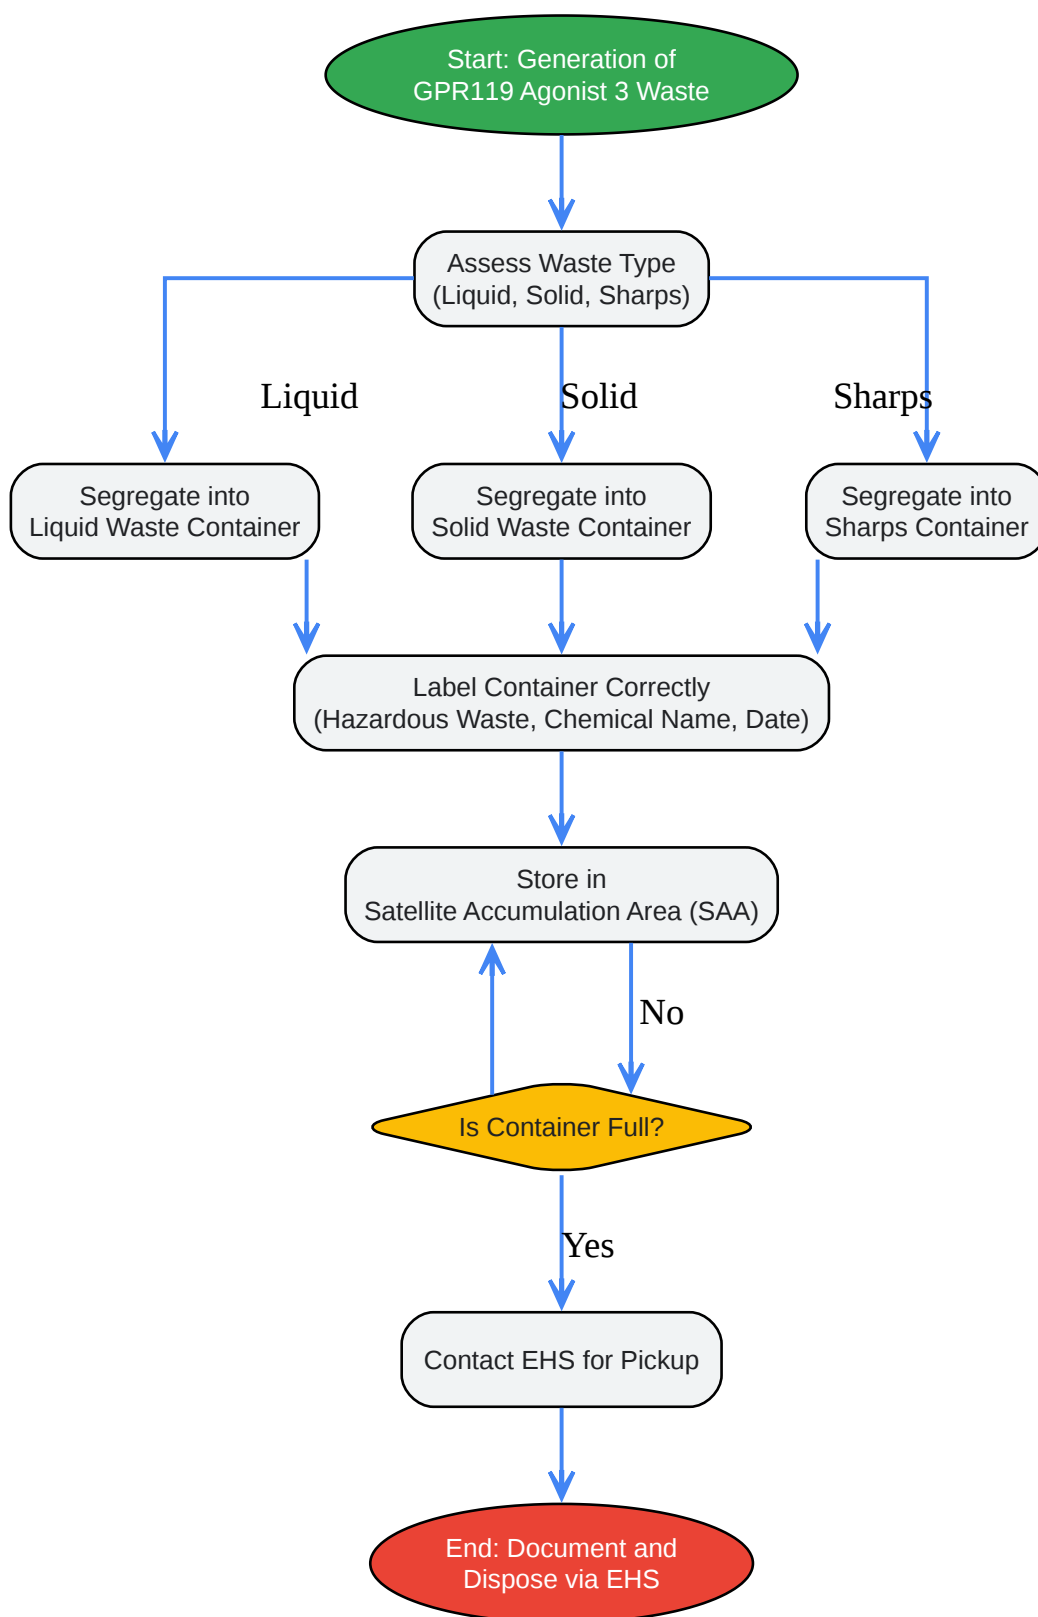 Start: Generation of
GPR119 Agonist 3 Waste
Assess Waste Type
(Liquid, Solid, Sharps)
Liquid
Solid
Sharps
Segregate into
Liquid Waste Container
Segregate into
Solid Waste Container
Segregate into
Sharps Container
Label Container Correctly
(Hazardous Waste, Chemical Name, Date)
Store in
Satellite Accumulation Area (SAA)
No
Is Container Full?
Yes
Contact EHS for Pickup
End: Document and
Dispose via EHS